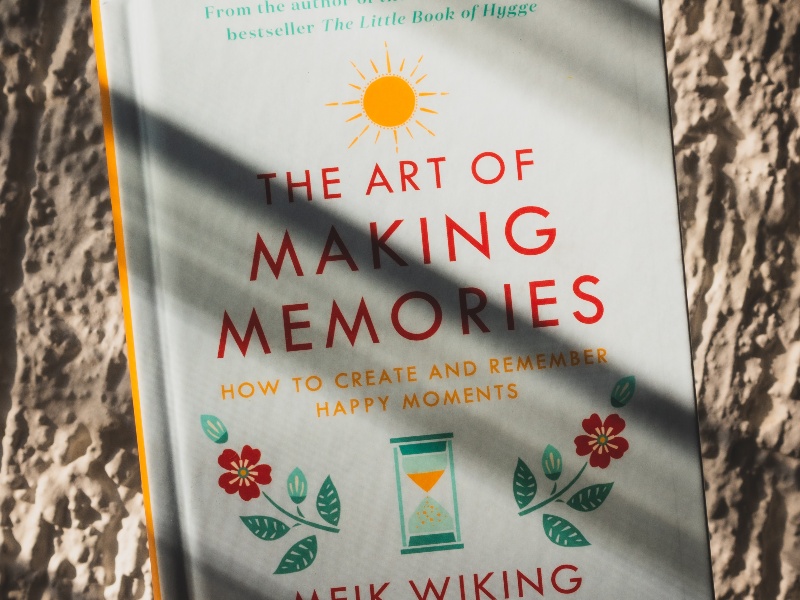 From the author of the
bestseller The Little Book of Hygge
THE ART OF
MAKING
MEMORIES
HOW TO CREATE AND REMEMBER
HAPPY MOMENTS
MEIK WIKING